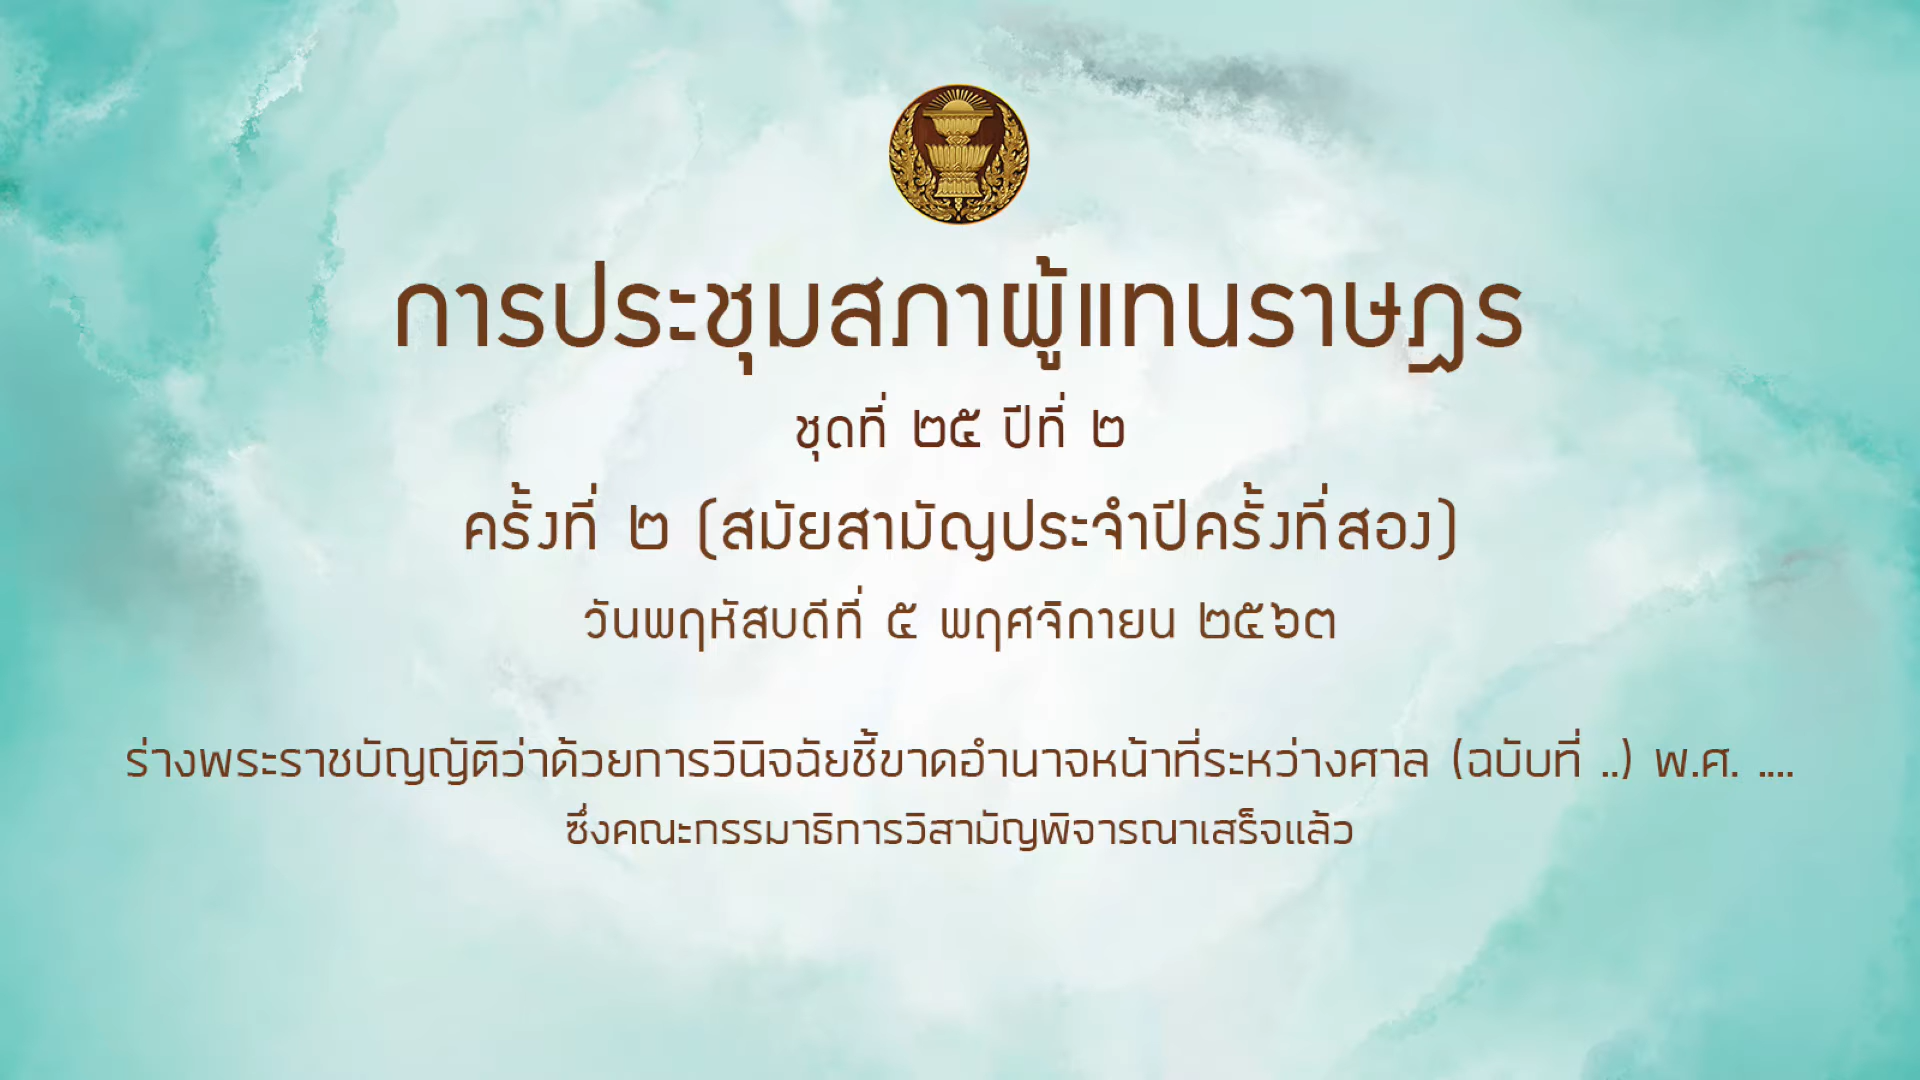 การประชุมสภาผู้แทนราษฎร
ชุดที่ ๒๕ ปีที่ ๒
ครั้งที่ ๒ (สมัยสามัญประจำปีครั้งที่สอง)
วันพฤหัสบดีที่ ๕ พฤศจิกายน ๒๕๖๓
ร่างพระราชบัญญัติว่าด้วยการวินิจฉัยชี้ขาดอำนาจหน้าที่ระหว่างศาล (ฉบับที่ ..) พ.ศ. ....
ซึ่งคณะกรรมาธิการวิสามัญพิจารณาเสร็จแล้ว